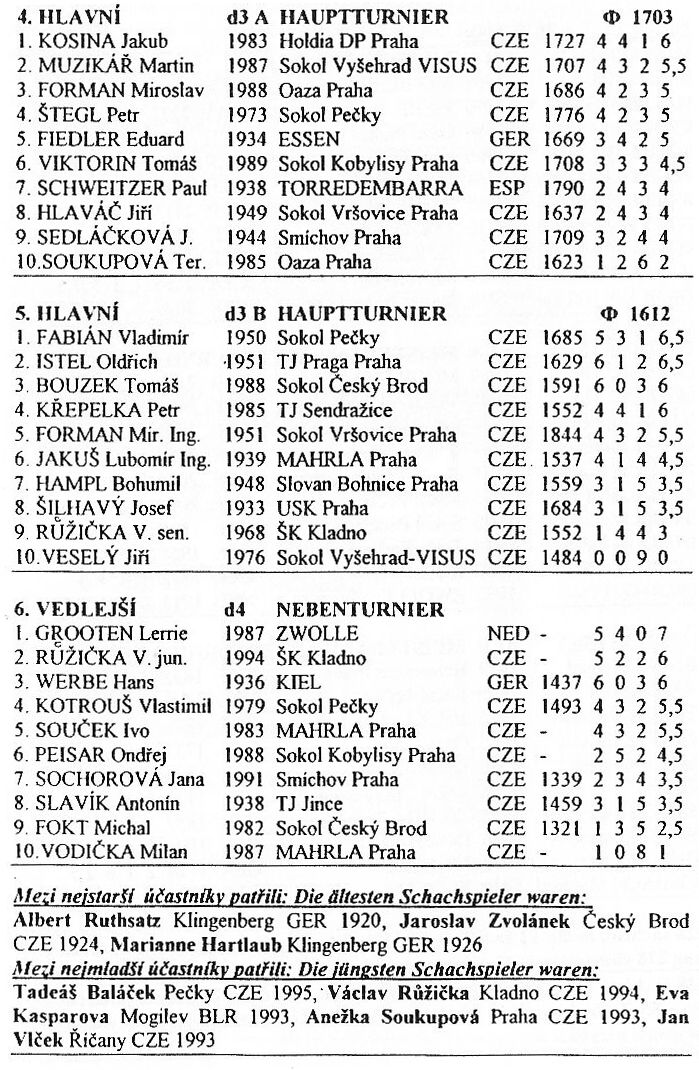 4. HLAVNÍ d3 A HAUPTTURNIER Φ 1703
1. KOSINA Jakub 1983 Holdia DP Praha CZE 1727 4 4 1 6
2. MUZIKÁŘ Martin 1987 Sokol Vyšehrad VISUS CZE 1707 4 3 2 5,5
3. FORMAN Miroslav 1988 Oaza Praha CZE 1686 4 2 3 5
4. ŠTEGL Petr 1973 Sokol Pečky CZE 1776 4 2 3 5
5. FIEDLER Eduard 1934 ESSEN GER 1669 3 4 2 5
6. VIKTORIN Tomáš 1989 Sokol Kobylisy Praha CZE 1708 3 3 3 4,5
7. SCHWEITZER Paul 1938 TORREDEMBARRA ESP 1790 2 4 3 4
8. HLAVÁČ Jiří 1949 Sokol Vršovice Praha CZE 1637 2 4 3 4
9. SEDLÁČKOVÁ J. 1944 Smíchov Praha CZE 1709 3 2 4 4
10.SOUKUPOVÁ Ter. 1985 Oaza Praha CZE 1623 1 2 6 2
5. HLAVNÍ d3 B HAUPTTURNIER Φ 1612
1. FABIÁN Vladimír 1950 Sokol Pečky CZE 1685 5 3 1 6,5
2. ISTEL Oldřich 1951 TJ Praga Praha CZE 1629 6 1 2 6,5
3. BOUZEK Tomáš 1988 Sokol Český Brod CZE 1591 6 0 3 6
4. KŘEPELKA Petr 1985 TJ Sendražice CZE 1552 4 4 1 6
5. FORMAN Mir. Ing. 1951 Sokol Vršovice Praha CZE 1844 4 3 2 5,5
6. JAKUŠ Lubomír Ing. 1939 MAHRLA Praha CZE 1537 4 1 4 4,5
7. HAMPL Bohumil 1948 Slovan Bohnice Praha CZE 1559 3 1 5 3,5
8. ŠILHAVÝ Josef 1933 USK Praha CZE 1684 3 1 5 3,5
9. RŮŽIČKA V. sen. 1968 ŠK Kladno CZE 1552 1 4 4 3
10. VESELÝ Jiří 1976 Sokol Vyšehrad-VISUS CZE 1484 0 0 9 0
6. VEDLEJŠÍ d4 NEBENTURNIER
1. GROOTEN Lerrie 1987 ZWOLLE NED - 5 4 0 7
2. RŮŽIČKA V. jun. 1994 ŠK Kladno CZE - 5 2 2 6
3. WERBE Hans 1936 KIEL GER 1437 6 0 3 6
4. KOTROUŠ Vlastimil 1979 Sokol Pečky CZE 1493 4 3 2 5,5
5. SOUČEK Ivo 1983 MAHRLA Praha CZE - 4 3 2 5,5
6. PEISAR Ondřej 1988 Sokol Kobylisy Praha CZE - 2 5 2 4,5
7. SOCHOROVÁ Jana 1991 Smíchov Praha CZE 1339 2 3 4 3,5
8. SLAVÍK Antonín 1938 TJ Jince CZE 1459 3 1 5 3,5
9. FOKT Michal 1982 Sokol Český Brod CZE 1321 1 3 5 2,5
10. VODIČKA Milan 1987 MAHRLA Praha CZE - 1 0 8 1
Mezi nejstarší účastníky patřili: Die ältesten Schachspieler waren:
Albert Ruthsatz Klingenberg GER 1920, Jaroslav Zvolánek Český Brod
CZE 1924, Marianne Hartlaub Klingenberg GER 1926
Mezi nejmladší účastníky patřili: Die jüngsten Schachspieler waren:
Tadeáš Baláček Pečky CZE 1995, Václav Růžička Kladno CZE 1994, Eva
Kasparova Mogilev BLR 1993, Anežka Soukupová Praha CZE 1993, Jan
Vlček Říčany CZE 1993